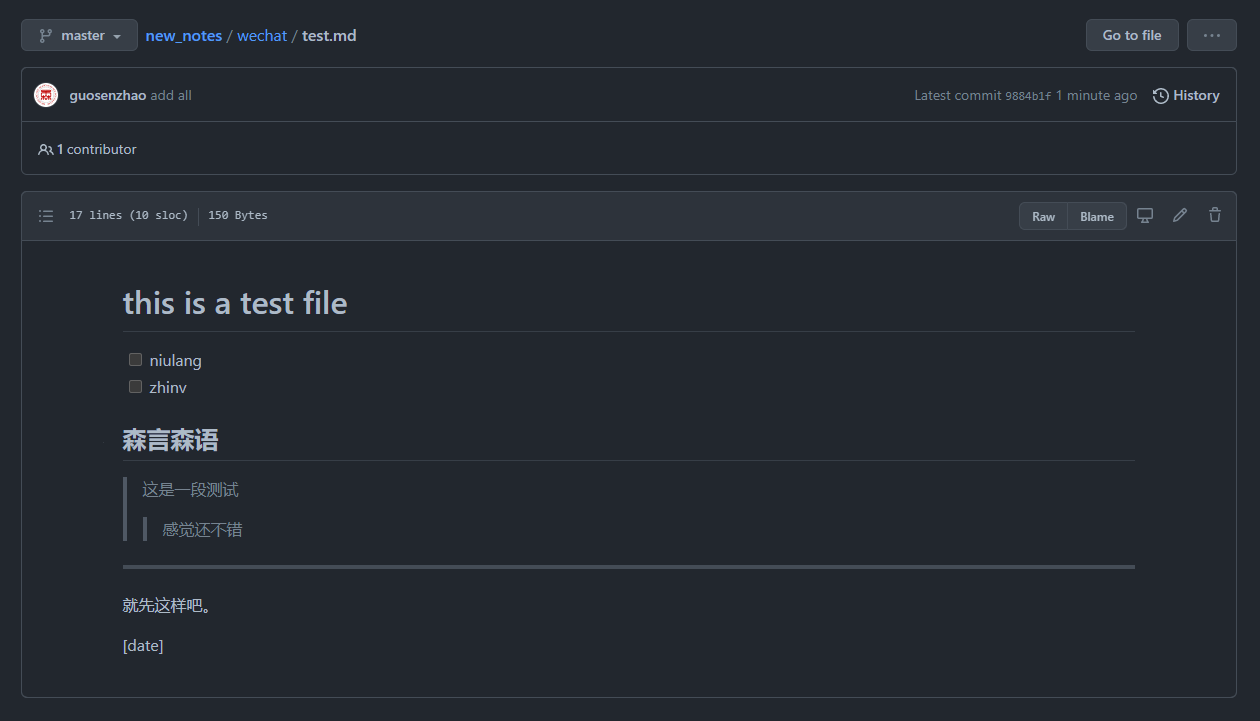 master new_notes / wechat / test.md Go to file ···
guosenzhao add all Latest commit 9884b1f 1 minute ago History
1 contributor
17 lines (10 sloc) 150 Bytes Raw Blame
this is a test file
niulang
zhinv
森言森语
这是一段测试
感觉还不错
就先这样吧。
[date]